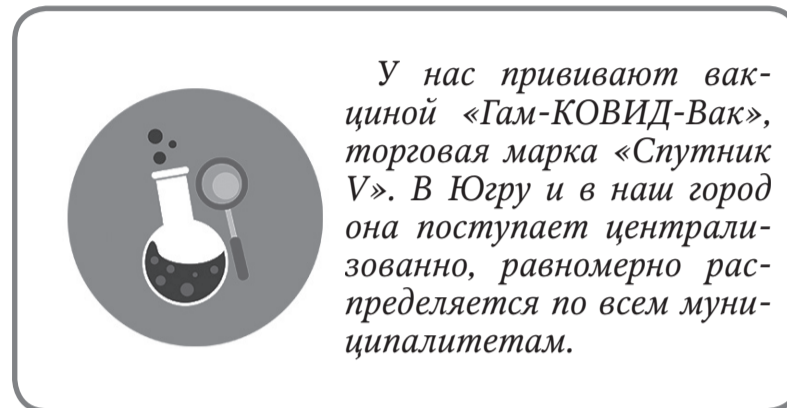 У нас прививают вак-
циной «Гам-КОВИД-Вак»,
торговая марка «Спутник
V». В Югру и в наш город
она поступает централи-
зованно, равномерно рас-
пределяется по всем муни-
ципалитетам.